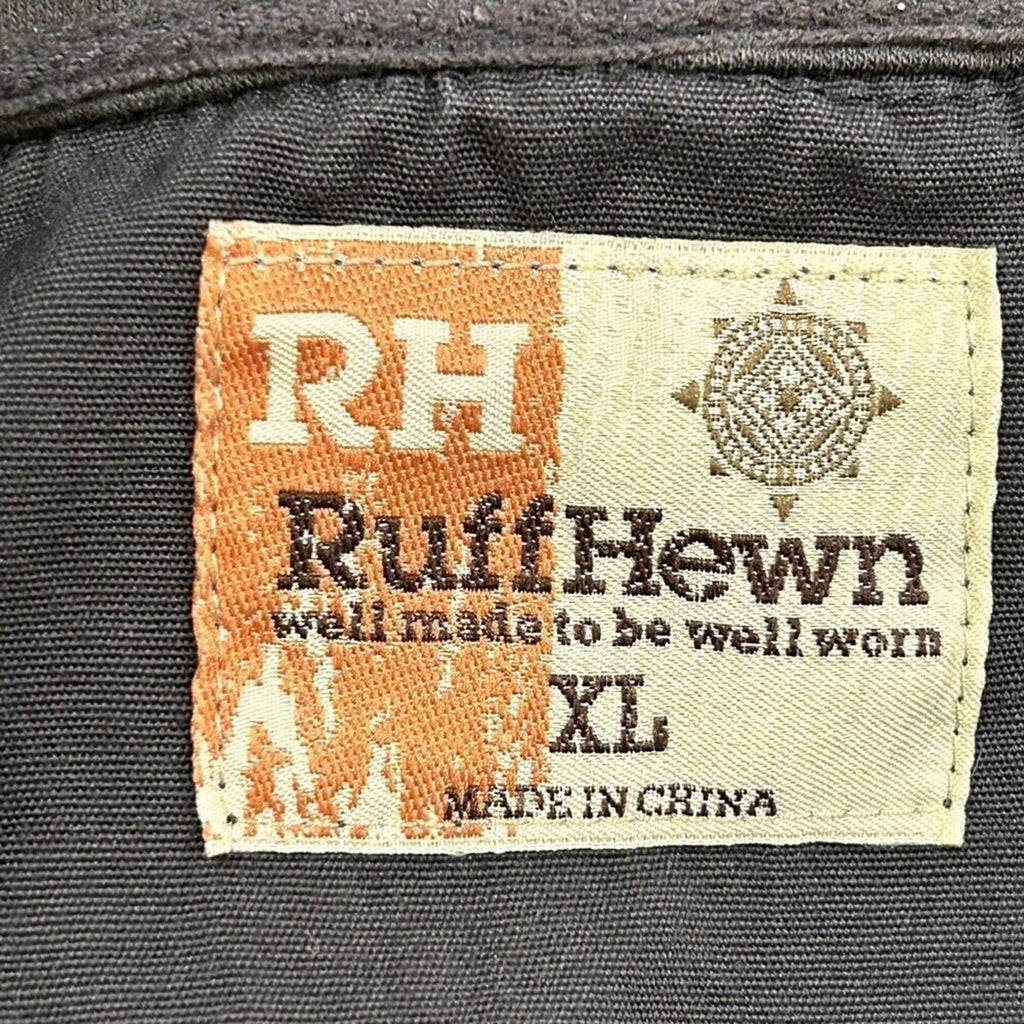 RH
RuffHewn
well made to be well worn
XL
MADE IN CHINA